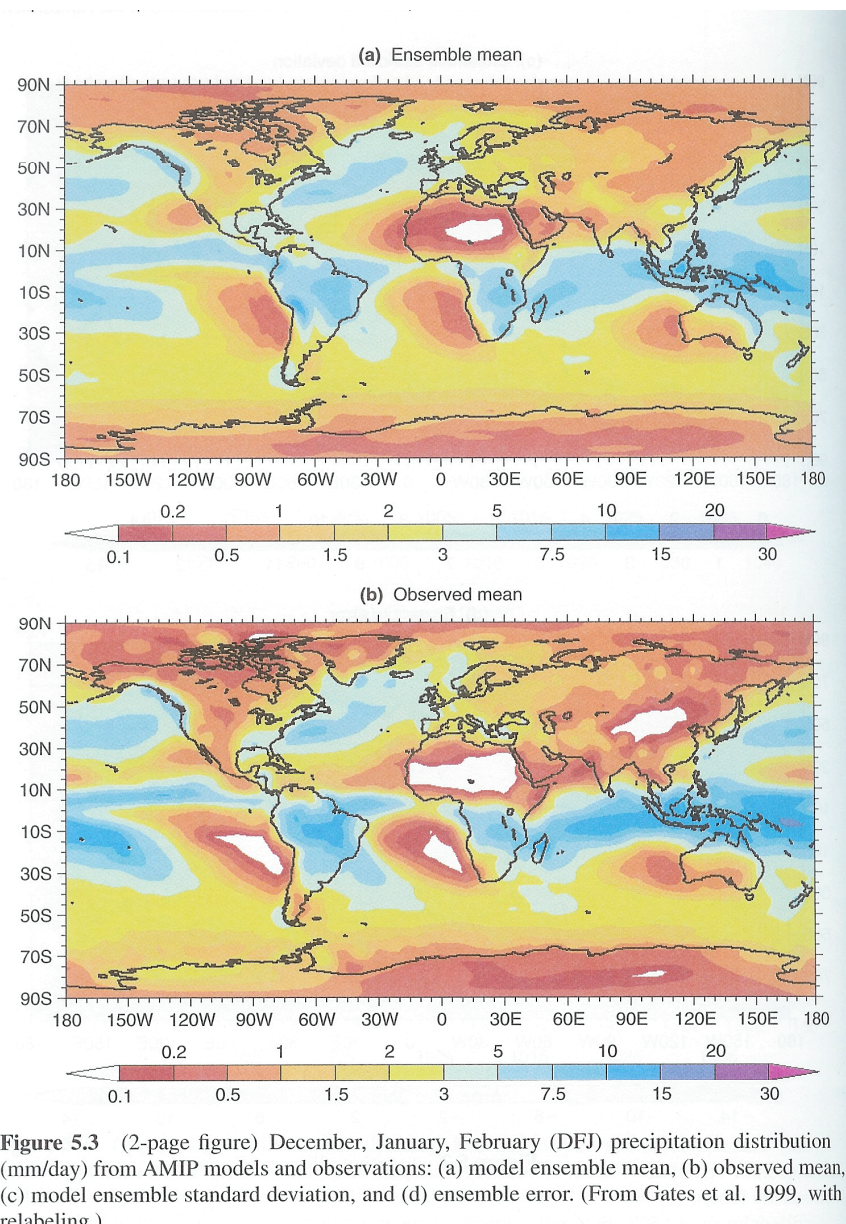 (a) Ensemble mean
90N
70N
50N
30N
10N
10S
30S
50S
70S
90S
180 150W 120W 90W 60W 30W 0 30E 60E 90E 120E 150E 180
0.2 1 2 5 10 20
0.1 0.5 1.5 3 7.5 15 30
(b) Observed mean
90N
70N
50N
30N
10N
10S
30S
50S
70S
90S
180 150W 120W 90W 60W 30W 0 30E 60E 90E 120E 150E 180
0.2 1 2 5 10 20
0.1 0.5 1.5 3 7.5 15 30
Figure 5.3 (2-page figure) December, January, February (DFJ) precipitation distribution
(mm/day) from AMIP models and observations: (a) model ensemble mean, (b) observed mean,
(c) model ensemble standard deviation, and (d) ensemble error. (From Gates et al. 1999, with
relabeling.)